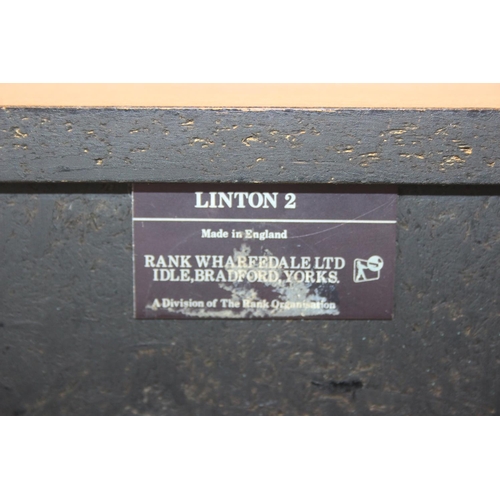 LINTON 2
Made in England
RANK WHARFEDALE LTD
IDLE,BRADFORD,YORKS.
A Division of The Rank Organisation